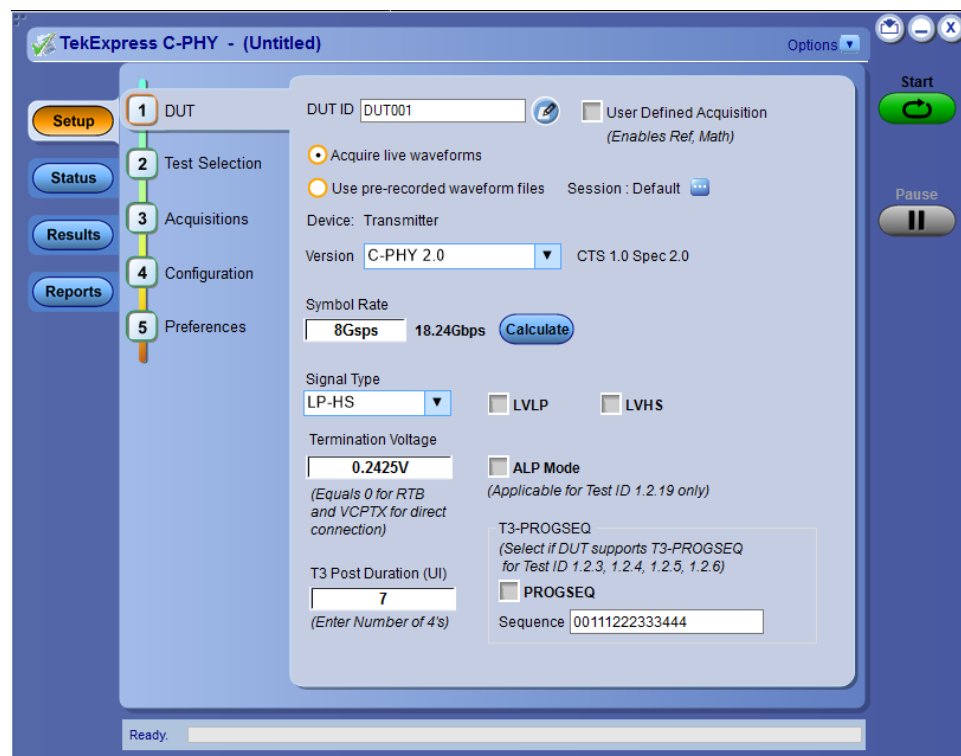 TekExpress C-PHY - (Untitled)
Options
Start
Pause
Setup
Status
Results
Reports
1 DUT
2 Test Selection
3 Acquisitions
4 Configuration
5 Preferences
DUT ID DUT001
User Defined Acquisition
(Enables Ref, Math)
Acquire live waveforms
Use pre-recorded waveform files Session : Default
Device: Transmitter
Version C-PHY 2.0 CTS 1.0 Spec 2.0
Symbol Rate
8Gsps 18.24Gbps Calculate
Signal Type
LP-HS LVLP LVHS
Termination Voltage
0.2425V
(Equals 0 for RTB
and VCPTX for direct
connection)
ALP Mode
(Applicable for Test ID 1.2.19 only)
T3 Post Duration (UI)
7
(Enter Number of 4's)
T3-PROGSEQ
(Select if DUT supports T3-PROGSEQ
for Test ID 1.2.3, 1.2.4, 1.2.5, 1.2.6)
PROGSEQ
Sequence 00111222333444
Ready.